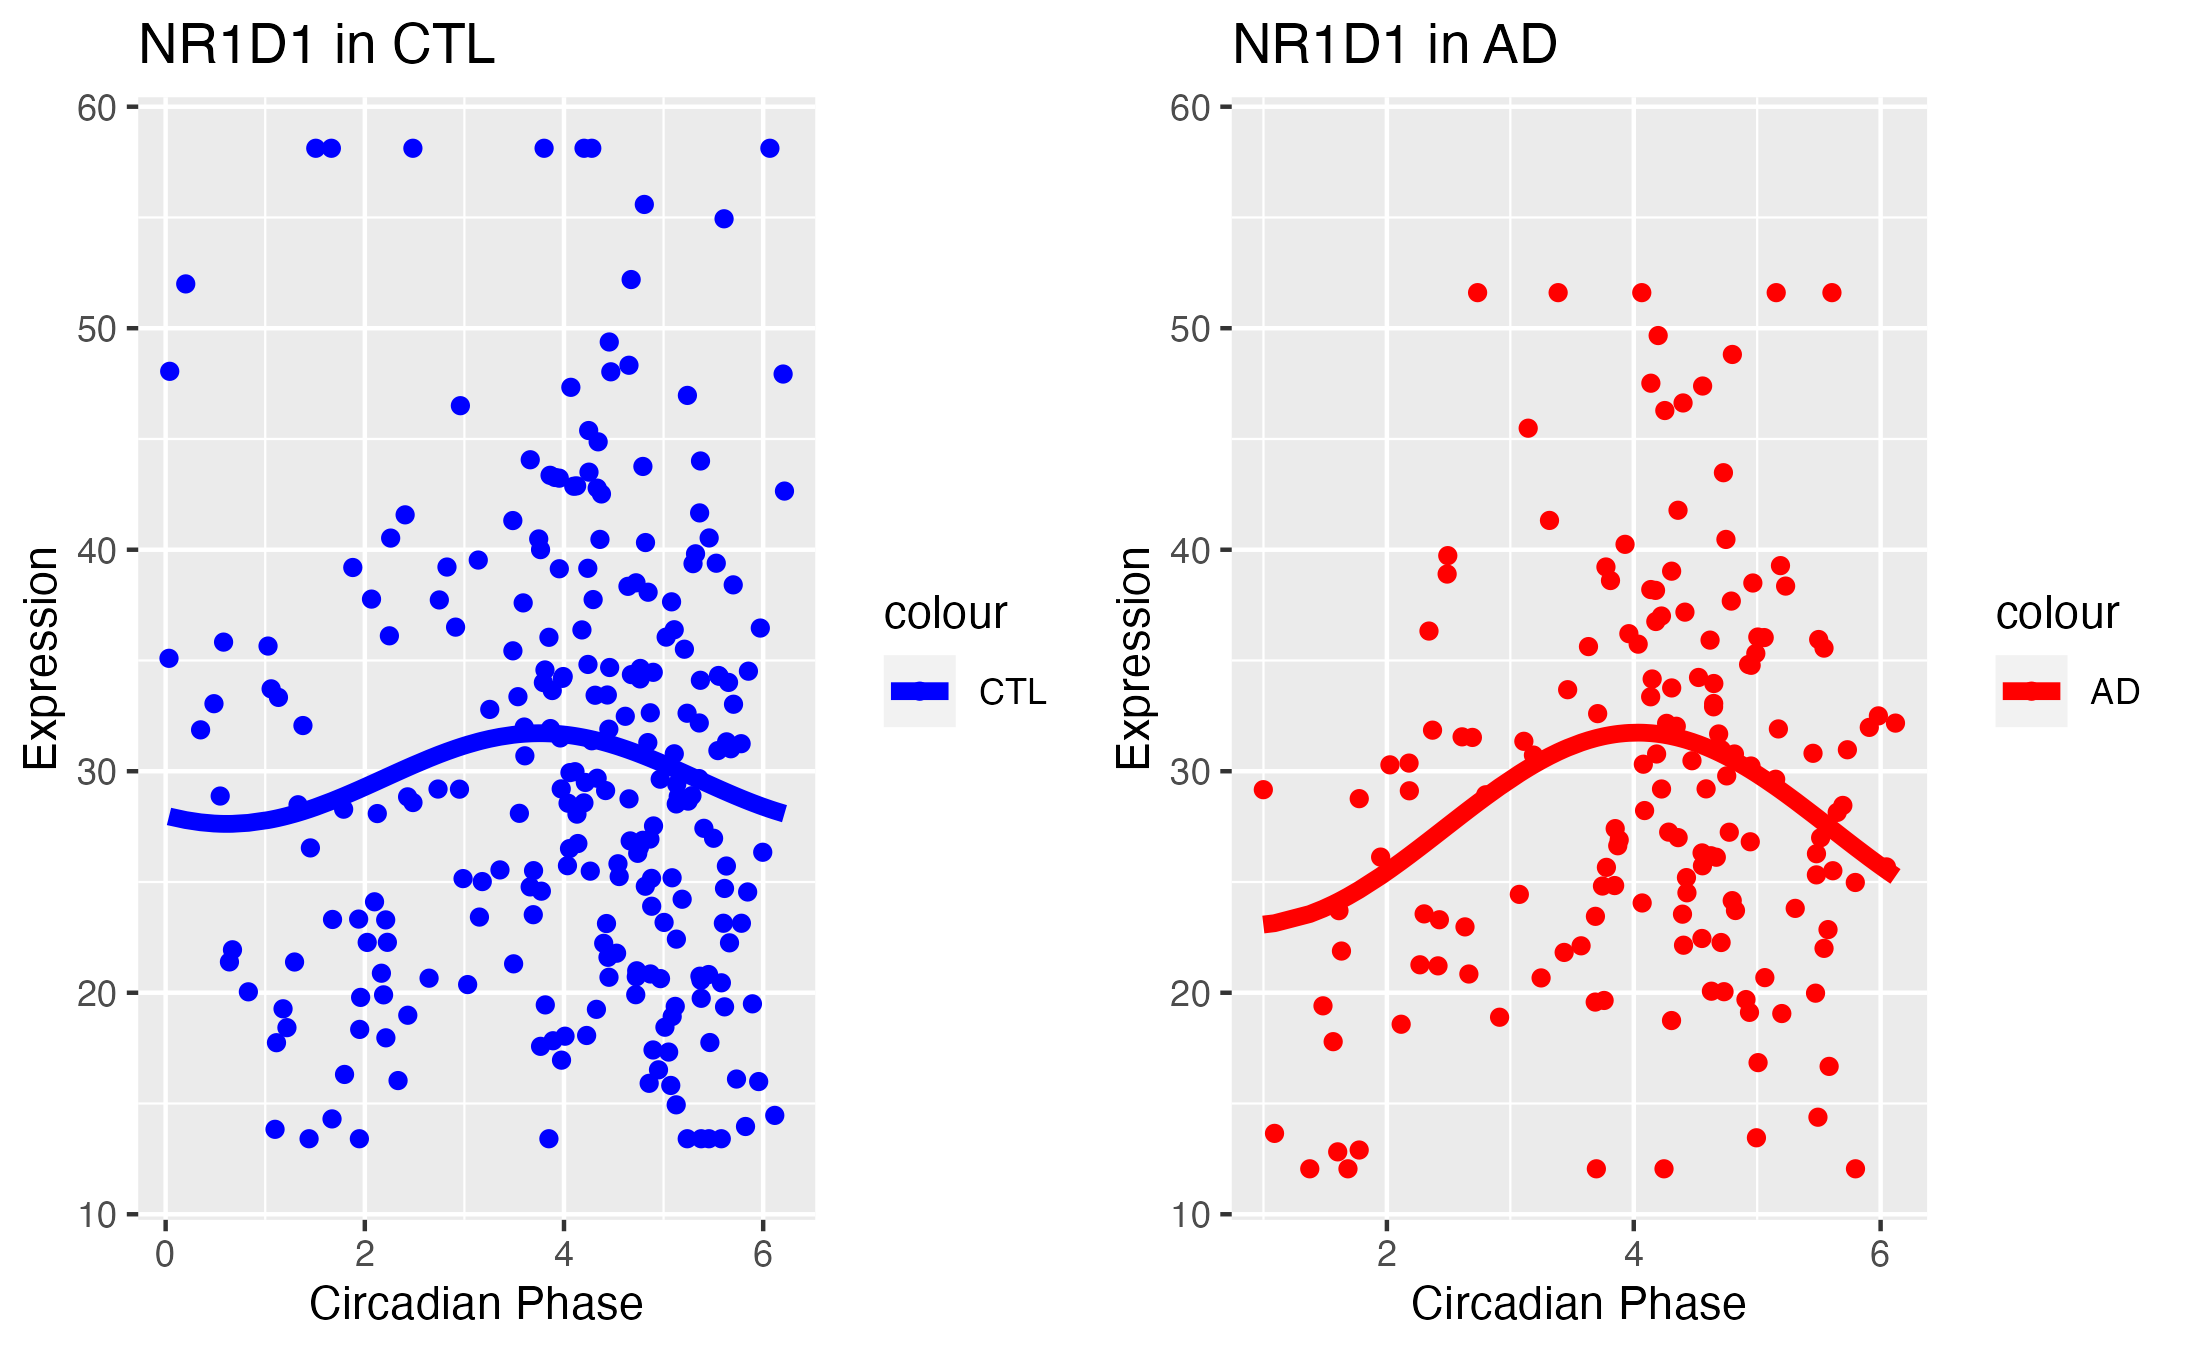 NR1D1 in CTL
60
50
40
30
20
10
Expression
0 2 4 6
Circadian Phase
colour
CTL
NR1D1 in AD
60
50
40
30
20
10
Expression
2 4 6
Circadian Phase
colour
AD